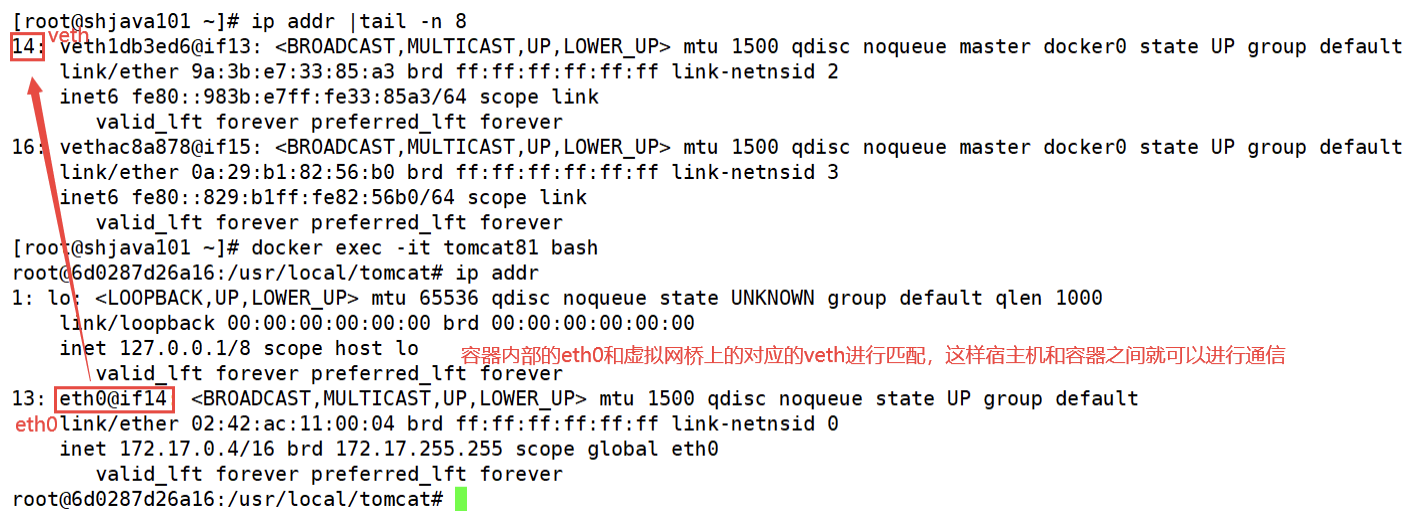 [root@shjava101 ~]# ip addr |tail -n 8
veth
14: veth1db3ed6@if13: <BROADCAST,MULTICAST,UP,LOWER_UP> mtu 1500 qdisc noqueue master docker0 state UP group default
link/ether 9a:3b:e7:33:85:a3 brd ff:ff:ff:ff:ff:ff link-netnsid 2
inet6 fe80::983b:e7ff:fe33:85a3/64 scope link
valid_lft forever preferred_lft forever
16: vethac8a878@if15: <BROADCAST,MULTICAST,UP,LOWER_UP> mtu 1500 qdisc noqueue master docker0 state UP group default
link/ether 0a:29:b1:82:56:b0 brd ff:ff:ff:ff:ff:ff link-netnsid 3
inet6 fe80::829:b1ff:fe82:56b0/64 scope link
valid_lft forever preferred_lft forever
[root@shjava101 ~]# docker exec -it tomcat81 bash
root@6d0287d26a16:/usr/local/tomcat# ip addr
1: lo: <LOOPBACK,UP,LOWER_UP> mtu 65536 qdisc noqueue state UNKNOWN group default qlen 1000
link/loopback 00:00:00:00:00:00 brd 00:00:00:00:00:00
inet 127.0.0.1/8 scope host lo
容器内部的eth0和虚拟网桥上的对应的veth进行匹配，这样宿主机和容器之间就可以进行通信
valid_lft forever preferred_lft forever
13: eth0@if14 <BROADCAST,MULTICAST,UP,LOWER_UP> mtu 1500 qdisc noqueue state UP group default
eth0
link/ether 02:42:ac:11:00:04 brd ff:ff:ff:ff:ff:ff link-netnsid 0
inet 172.17.0.4/16 brd 172.17.255.255 scope global eth0
valid_lft forever preferred_lft forever
root@6d0287d26a16:/usr/local/tomcat#